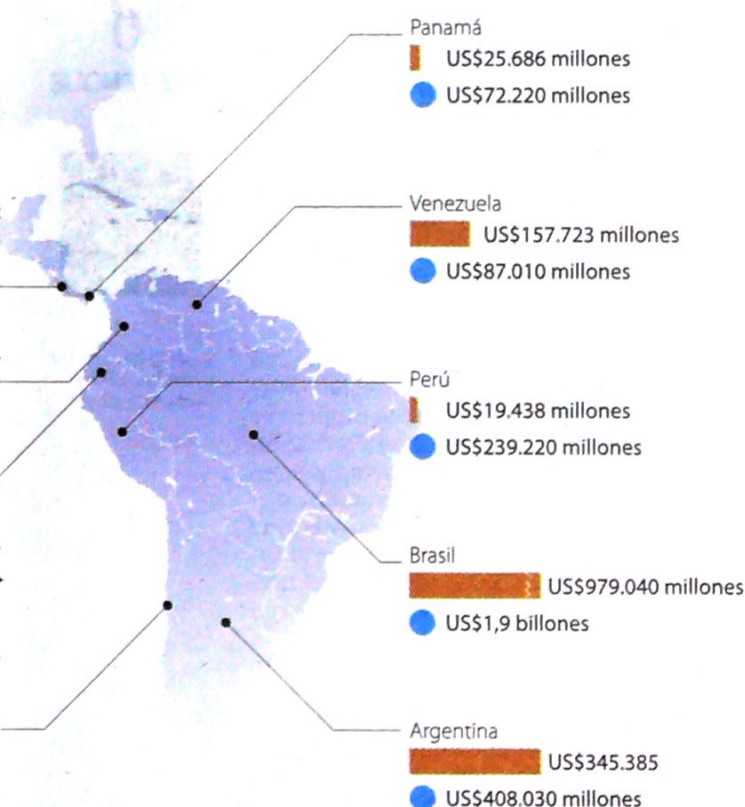 Panamá
US$25.686 millones
US$72.220 millones
Venezuela
US$157.723 millones
US$87.010 millones
Perú
US$19.438 millones
US$239.220 millones
Brasil
US$979.040 millones
US$1,9 billones
Argentina
US$345.385
US$408.030 millones